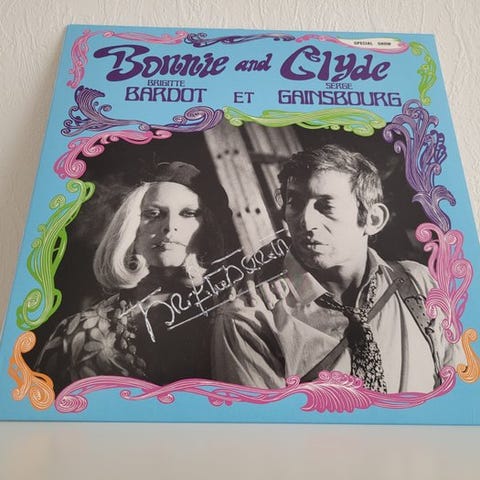 SPECIAL SHOW
Bonnie and Clyde
BRIGITTE SERGE
BARDOT ET GAINSBOURG